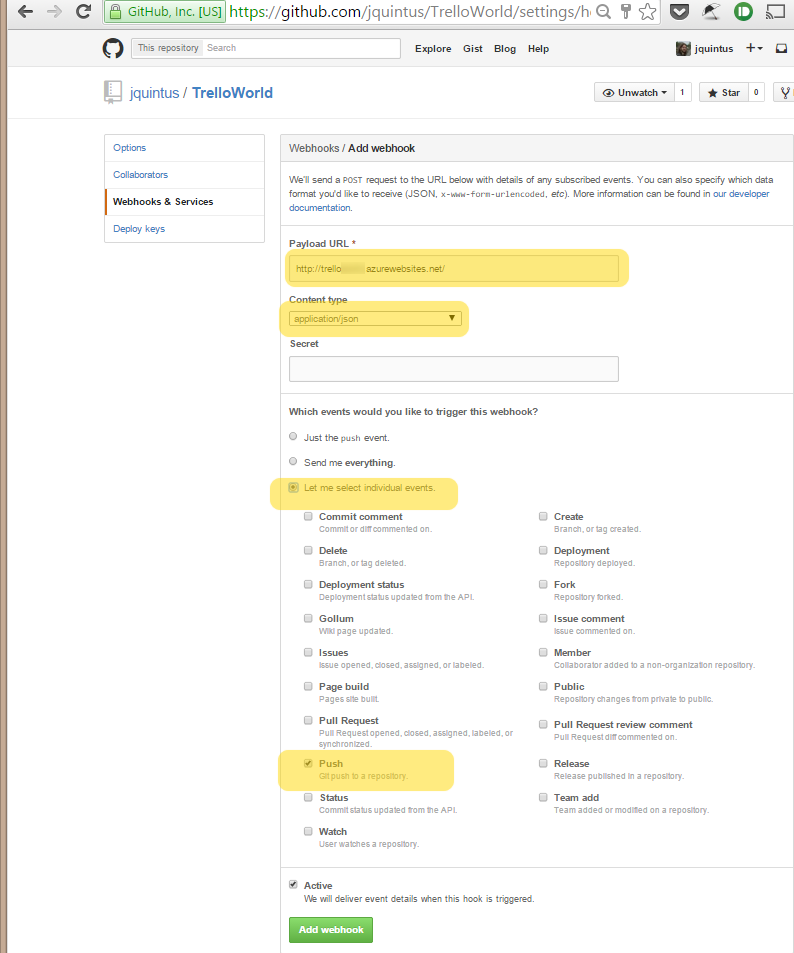 GitHub, Inc. [US] https://github.com/jquintus/TrelloWorld/settings/h
This repository Search Explore Gist Blog Help jquintus
jquintus / TrelloWorld Unwatch 1 Star 0
Options
Collaborators
Webhooks & Services
Deploy keys
Webhooks / Add webhook
We'll send a POST request to the URL below with details of any subscribed events. You can also specify which data
format you'd like to receive (JSON, x-www-form-urlencoded, etc). More information can be found in our developer
documentation.
Payload URL *
http://trello azurewebsites.net/
Content type
application/json
Secret
Which events would you like to trigger this webhook?
Just the push event.
Send me everything.
Let me select individual events.
Commit comment
Commit or diff commented on.
Create
Branch, or tag created.
Delete
Branch, or tag deleted.
Deployment
Repository deployed.
Deployment status
Deployment status updated from the API.
Fork
Repository forked.
Gollum
Wiki page updated.
Issue comment
Issue commented on.
Issues
Issue opened, closed, assigned, or labeled.
Member
Collaborator added to a non-organization repository.
Page build
Pages site built.
Public
Repository changes from private to public.
Pull Request
Pull Request opened, closed, assigned, labeled, or
synchronized.
Pull Request review comment
Pull Request diff commented on.
Push
Git push to a repository.
Release
Release published in a repository.
Status
Commit status updated from the API.
Team add
Team added or modified on a repository.
Watch
User watches a repository.
Active
We will deliver event details when this hook is triggered.
Add webhook